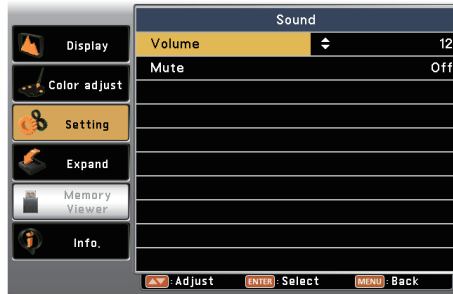 Sound
Display
Color adjust
Setting
Expand
Memory
Viewer
Info.
Volume 12
Mute Off
▲▼ : Adjust ENTER : Select MENU : Back